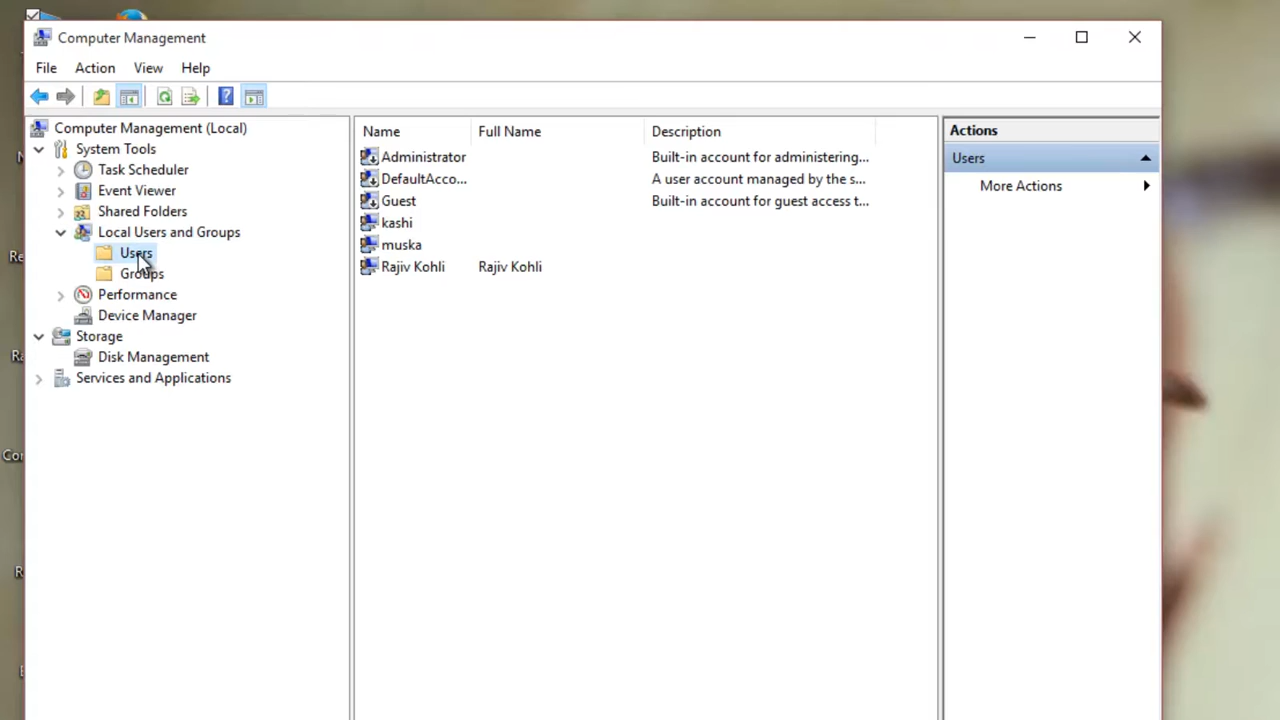 Computer Management
File Action View Help
Computer Management (Local)
System Tools
Task Scheduler
Event Viewer
Shared Folders
Local Users and Groups
Users
Groups
Performance
Device Manager
Storage
Disk Management
Services and Applications
Name Full Name Description
Administrator Built-in account for administering...
DefaultAcco... A user account managed by the s...
Guest Built-in account for guest access t...
kashi
muska
Rajiv Kohli Rajiv Kohli
Actions
Users
More Actions
Re
Ra
Cor
R